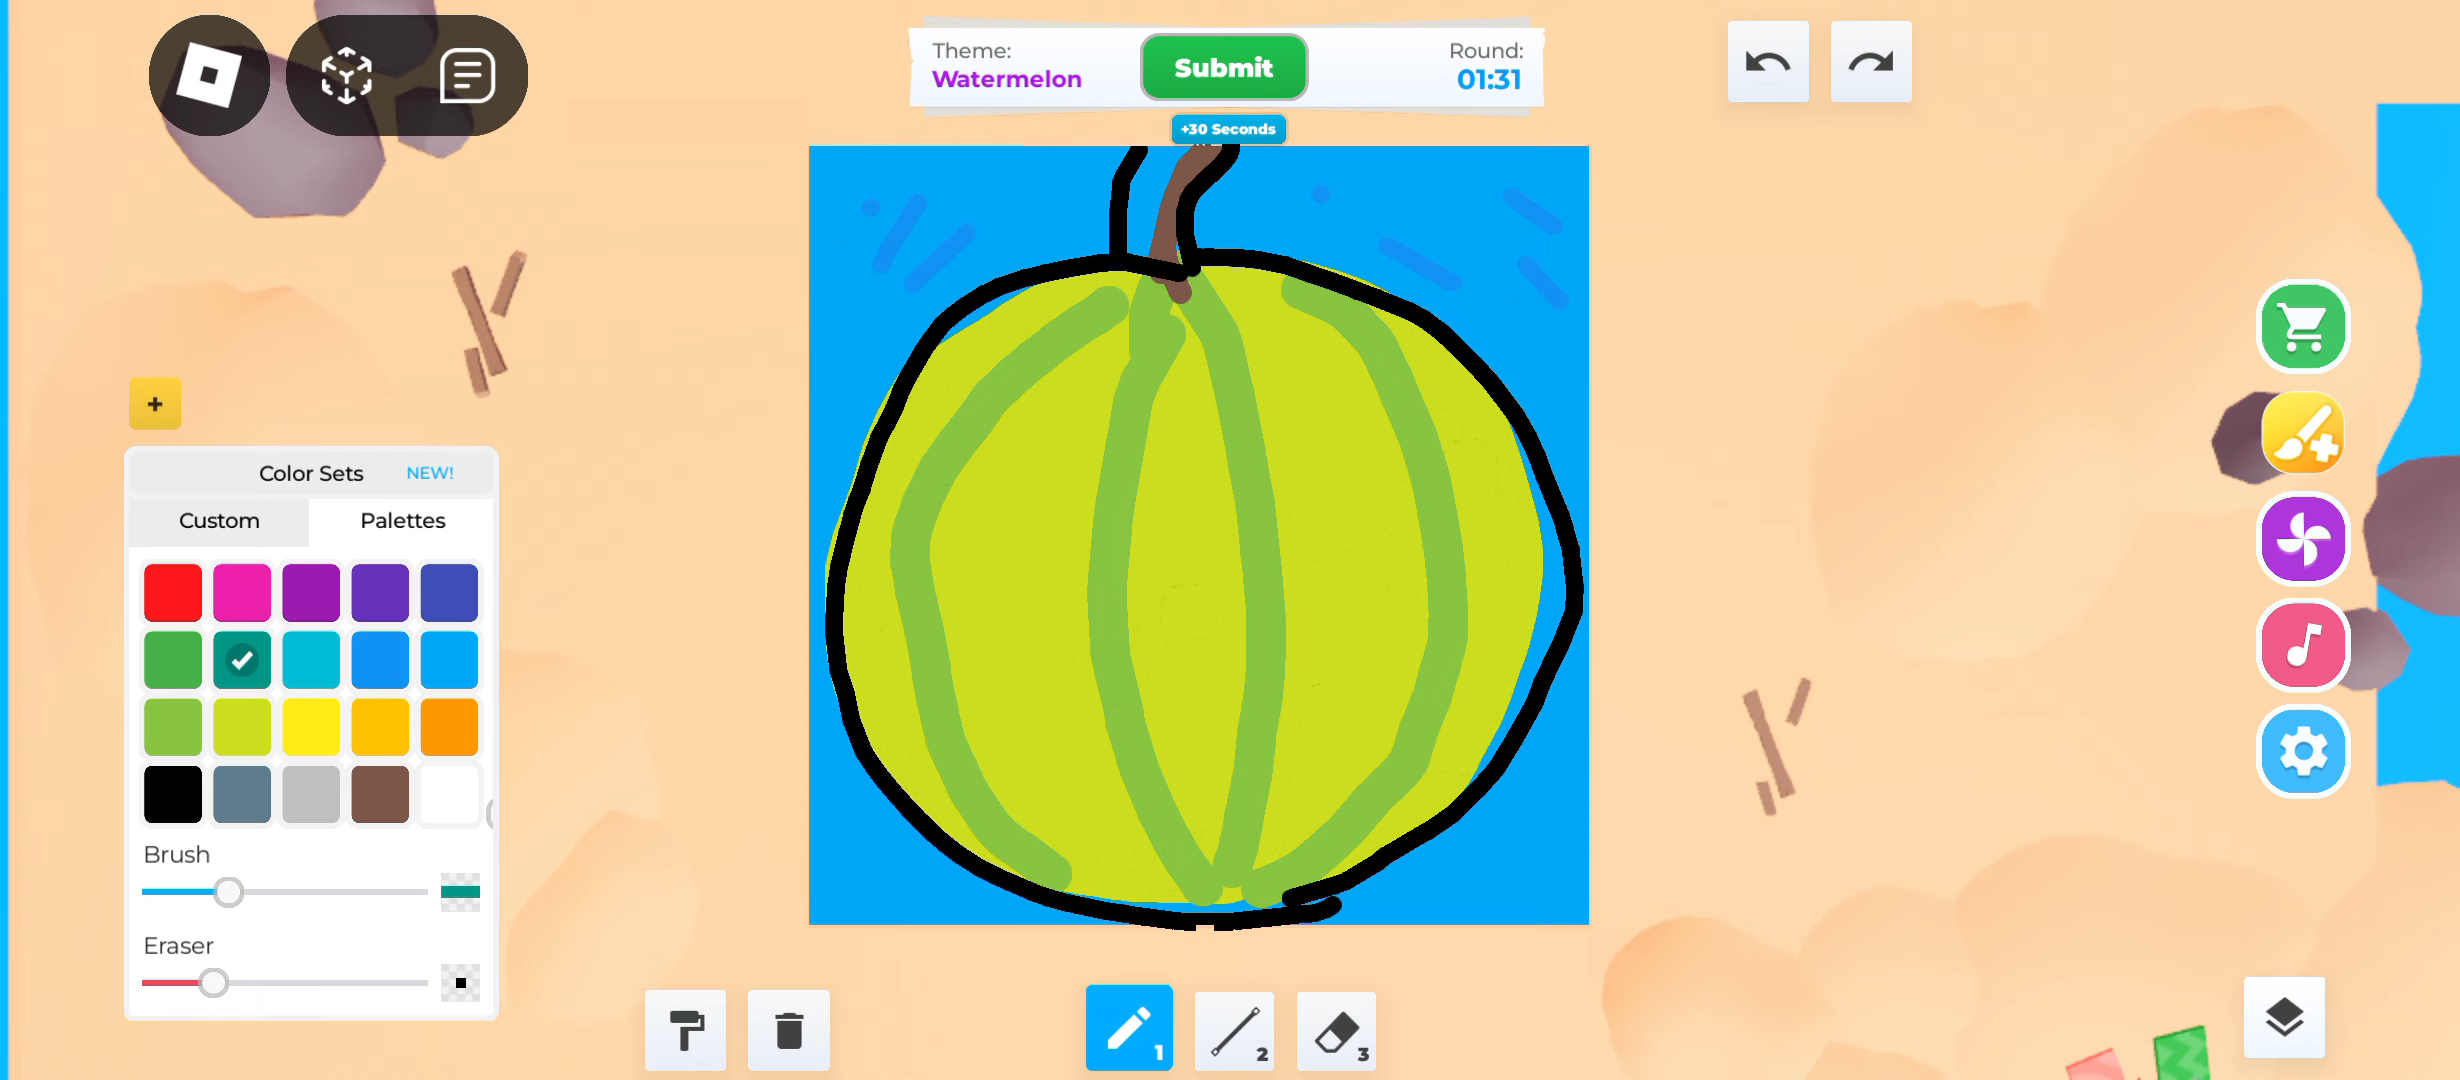 Theme:
Watermelon
Submit
Round:
01:31
+30 Seconds
+
Color Sets
NEW!
Custom
Palettes
Brush
Eraser
1
2
3